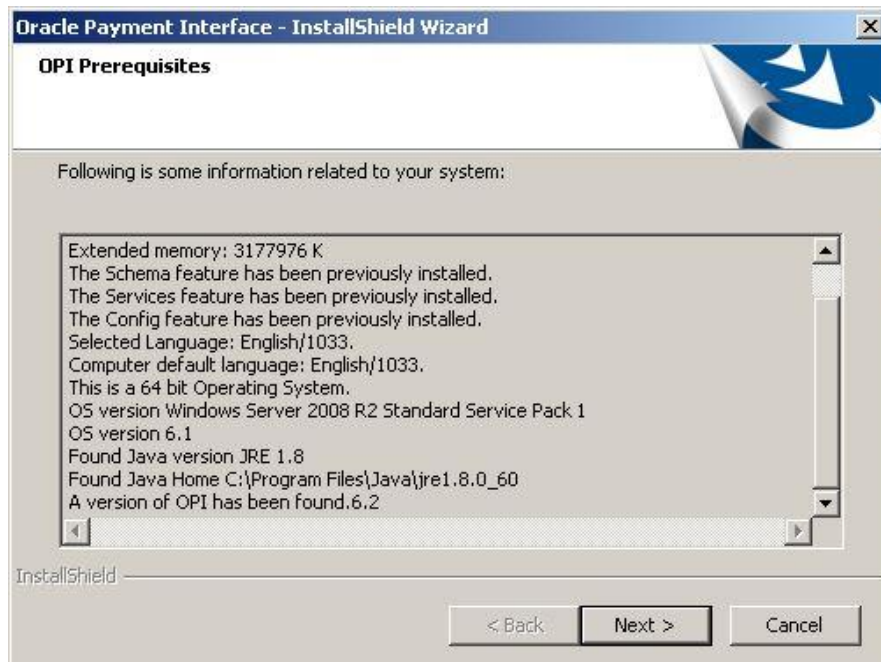 Oracle Payment Interface - InstallShield Wizard
OPI Prerequisites
Following is some information related to your system:
Extended memory: 3177976 K
The Schema feature has been previously installed.
The Services feature has been previously installed.
The Config feature has been previously installed.
Selected Language: English/1033.
Computer default language: English/1033.
This is a 64 bit Operating System.
OS version Windows Server 2008 R2 Standard Service Pack 1
OS version 6.1
Found Java version JRE 1.8
Found Java Home C:\Program Files\Java\jre1.8.0_60
A version of OPI has been found.6.2
InstallShield
< Back
Next >
Cancel